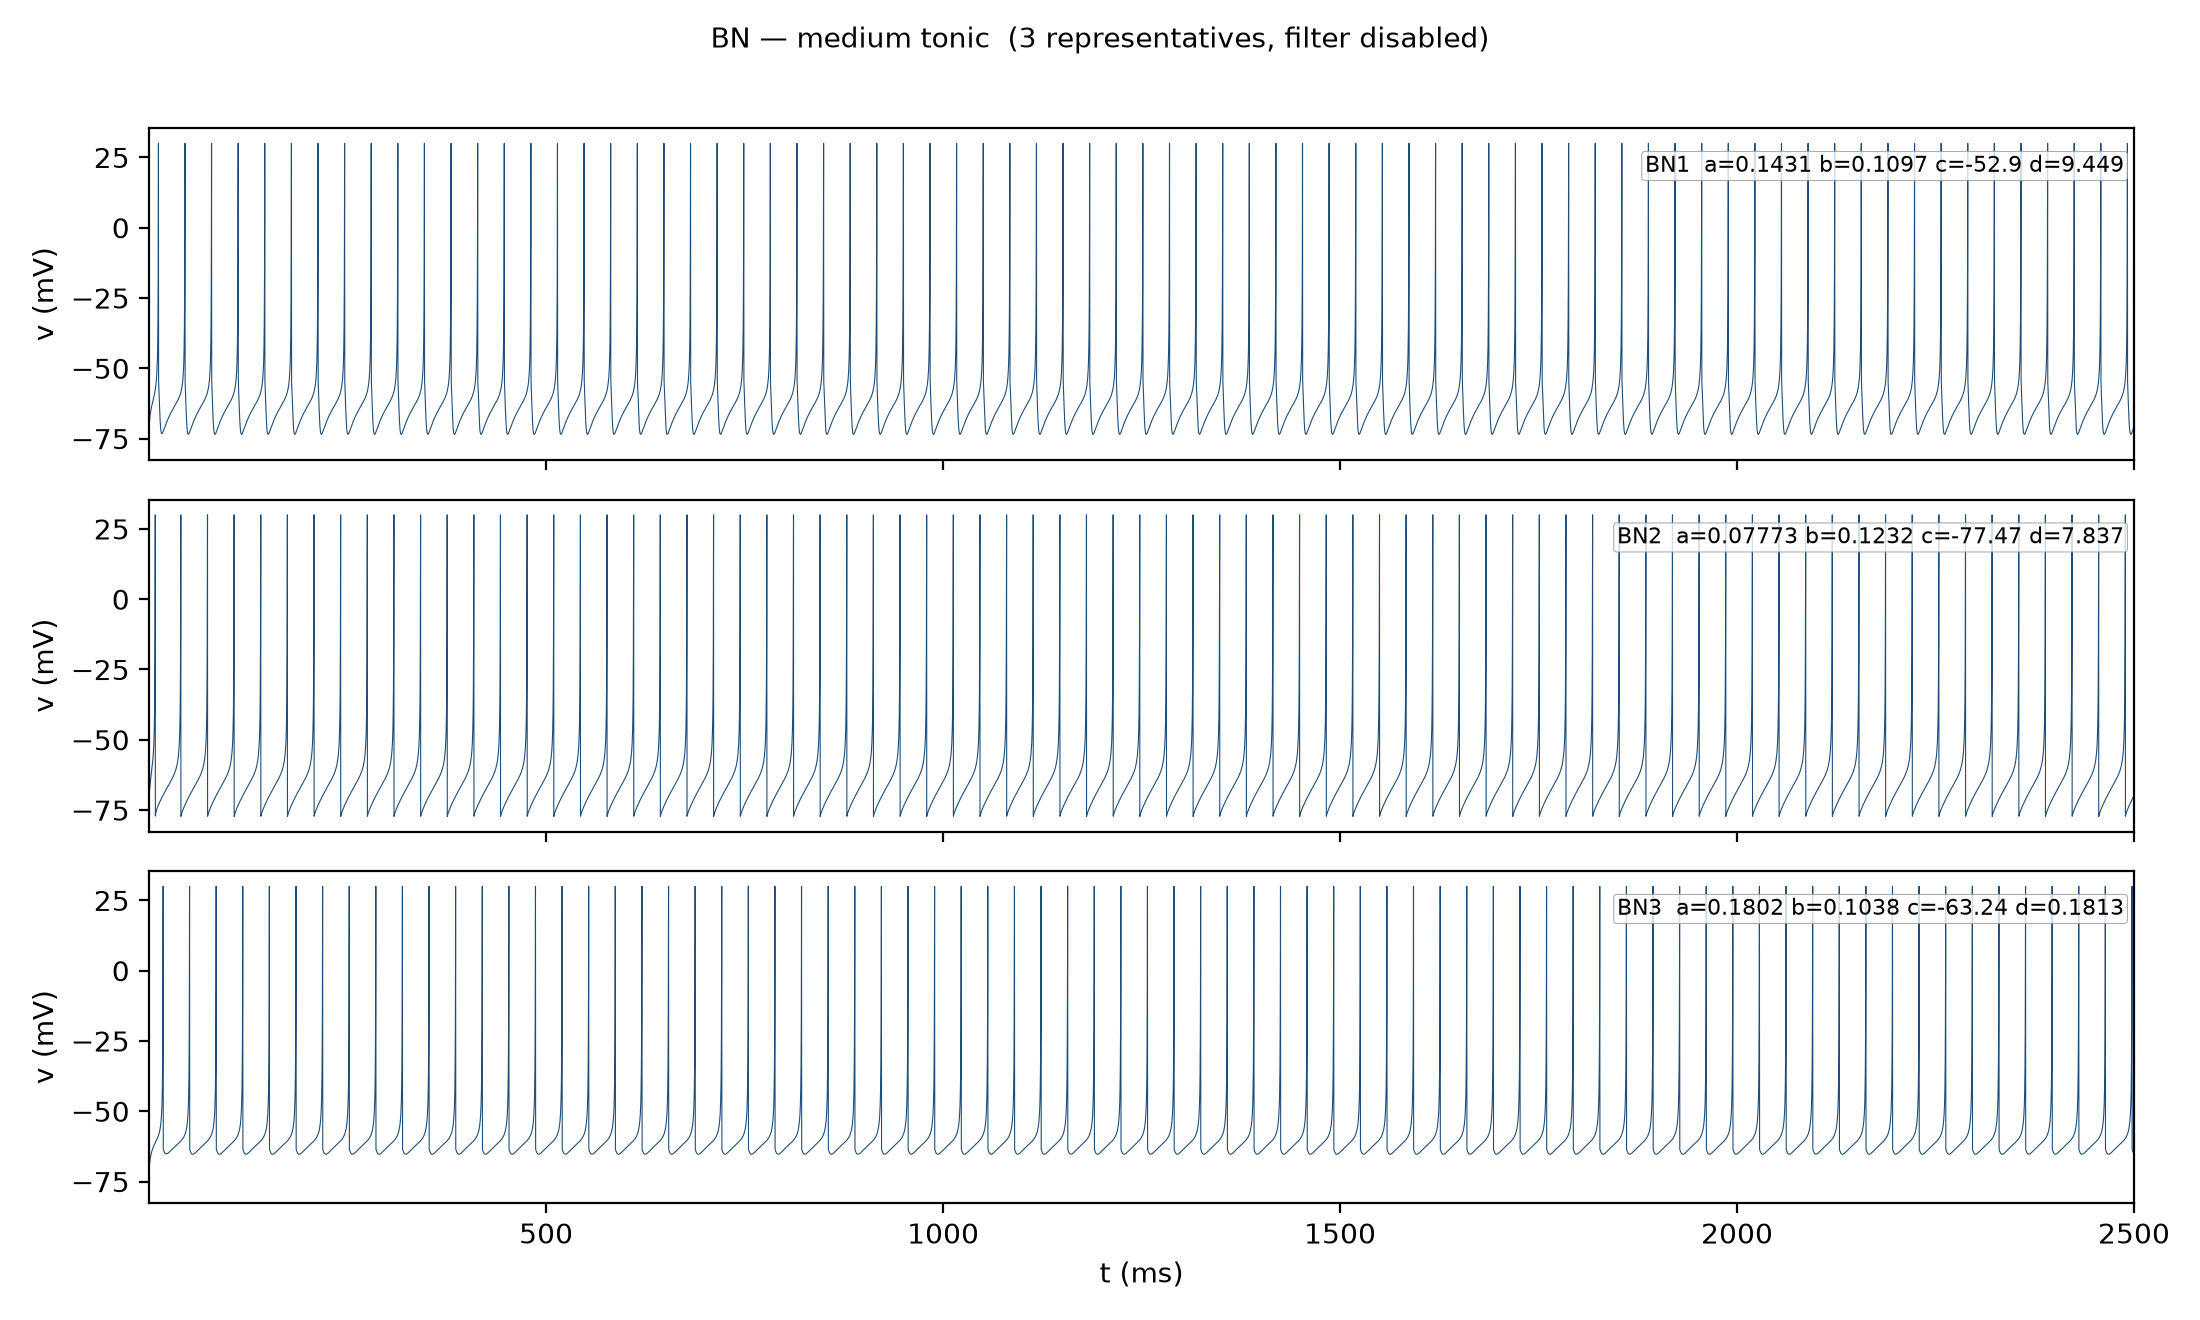 BN — medium tonic  (3 representatives, filter disabled)
25
0
−25
−50
−75
v (mV)
BN1  a=0.1431 b=0.1097 c=-52.9 d=9.449
25
0
−25
−50
−75
v (mV)
BN2  a=0.07773 b=0.1232 c=-77.47 d=7.837
25
0
−25
−50
−75
v (mV)
BN3  a=0.1802 b=0.1038 c=-63.24 d=0.1813
500 1000 1500 2000 2500
t (ms)